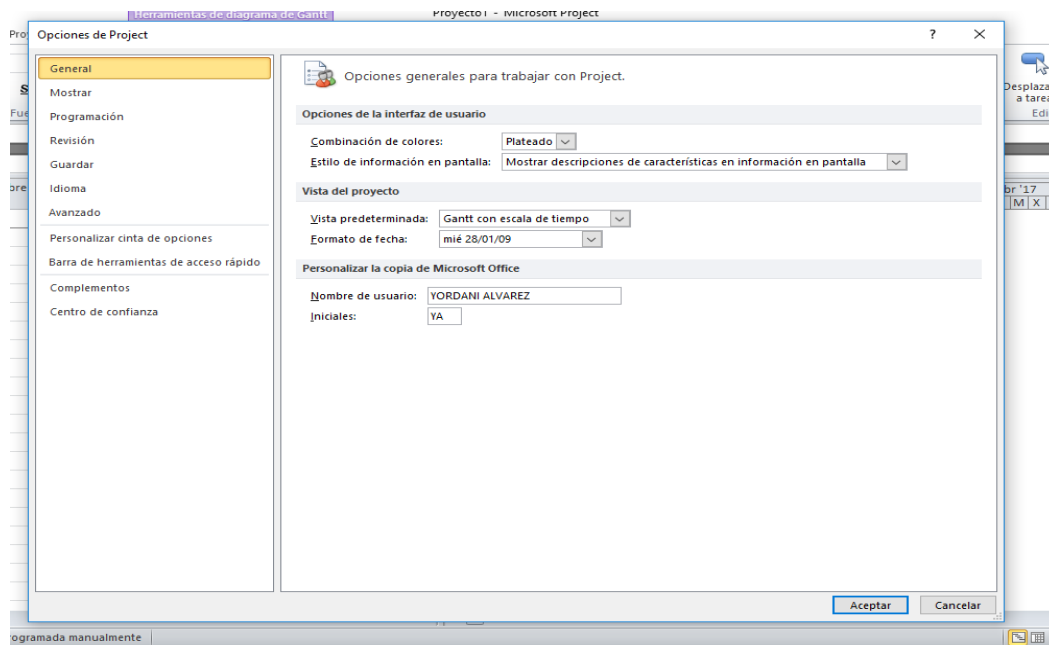 Herramientas de diagrama de Gantt
Proyecto1 - Microsoft Project
Opciones de Project
?
General
Mostrar
Programación
Revisión
Guardar
Idioma
Avanzado
Personalizar cinta de opciones
Barra de herramientas de acceso rápido
Complementos
Centro de confianza
Opciones generales para trabajar con Project.
Opciones de la interfaz de usuario
Combinación de colores: Plateado
Estilo de información en pantalla: Mostrar descripciones de características en información en pantalla
Vista del proyecto
Vista predeterminada: Gantt con escala de tiempo
Formato de fecha: mié 28/01/09
Personalizar la copia de Microsoft Office
Nombre de usuario: YORDANI ALVAREZ
Iniciales: YA
Aceptar Cancelar
Pro
S
Fue
bre
Desplaza
a tarea
Edi
br '17
M X
rogramada manualmente